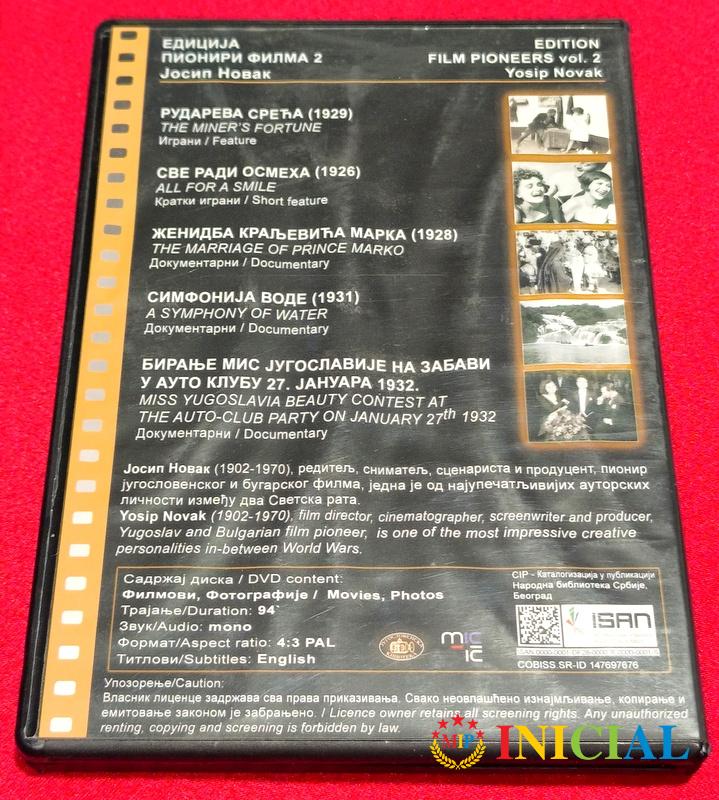 ЕДИЦИЈА
ПИОНИРИ ФИЛМА 2
Јосип Новак
EDITION
FILM PIONEERS vol. 2
Yosip Novak
РУДАРЕВА СРЕЋА (1929)
THE MINER'S FORTUNE
Играни / Feature
СВЕ РАДИ ОСМЕХА (1926)
ALL FOR A SMILE
Кратки играни / Short feature
ЖЕНИДБА КРАЉЕВИЋА МАРКА (1928)
THE MARRIAGE OF PRINCE MARKO
Документарни / Documentary
СИМФОНИЈА ВОДЕ (1931)
A SYMPHONY OF WATER
Документарни / Documentary
БИРАЊЕ МИС ЈУГОСЛАВИЈЕ НА ЗАБАВИ
У АУТО КЛУБУ 27. ЈАНУАРА 1932.
MISS YUGOSLAVIA BEAUTY CONTEST AT
THE AUTO-CLUB PARTY ON JANUARY 27th 1932
Документарни / Documentary
Јосип Новак (1902-1970), редитељ, сниматељ, сценариста и продуцент, пионир
југословенског и бугарског филма, једна је од најупечатљивијих ауторских
личности између два Светска рата.
Yosip Novak (1902-1970), film director, cinematographer, screenwriter and producer,
Yugoslav and Bulgarian film pioneer, is one of the most impressive creative
personalities in-between World Wars.
Садржај диска / DVD content:
Филмови, Фотографије / Movies, Photos
Трајање/Duration: 94`
Звук/Audio: mono
Формат/Aspect ratio: 4:3 PAL
Титлови/Subtitles: English
міс
іč
CIP - Каталогизација у публикацији
Народна библиотека Србије,
Београд
ISAN
COBISS.SR-ID 147697676
Упозорење/Caution:
Власник лиценце задржава сва права приказивања. Свако неовлашћено изнајмљивање, копирање и
емитовање законом је забрањено. / Licence owner retains all screening rights. Any unauthorized
renting, copying and screening is forbidden by law.
MP INICIAL